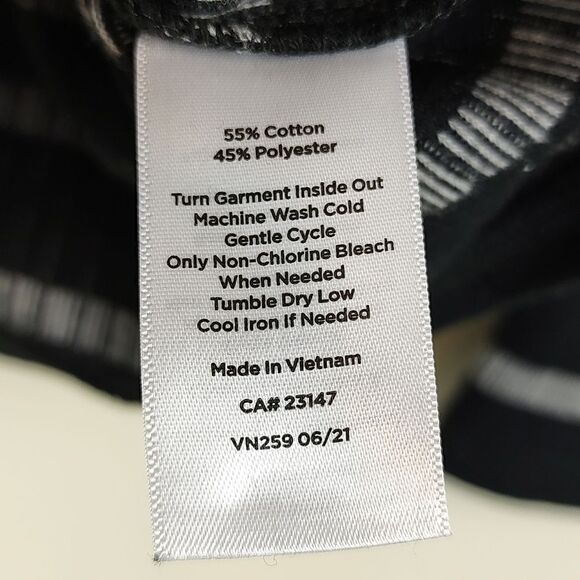 55% Cotton
45% Polyester
Turn Garment Inside Out
Machine Wash Cold
Gentle Cycle
Only Non-Chlorine Bleach
When Needed
Tumble Dry Low
Cool Iron If Needed
Made In Vietnam
CA# 23147
VN259 06/21